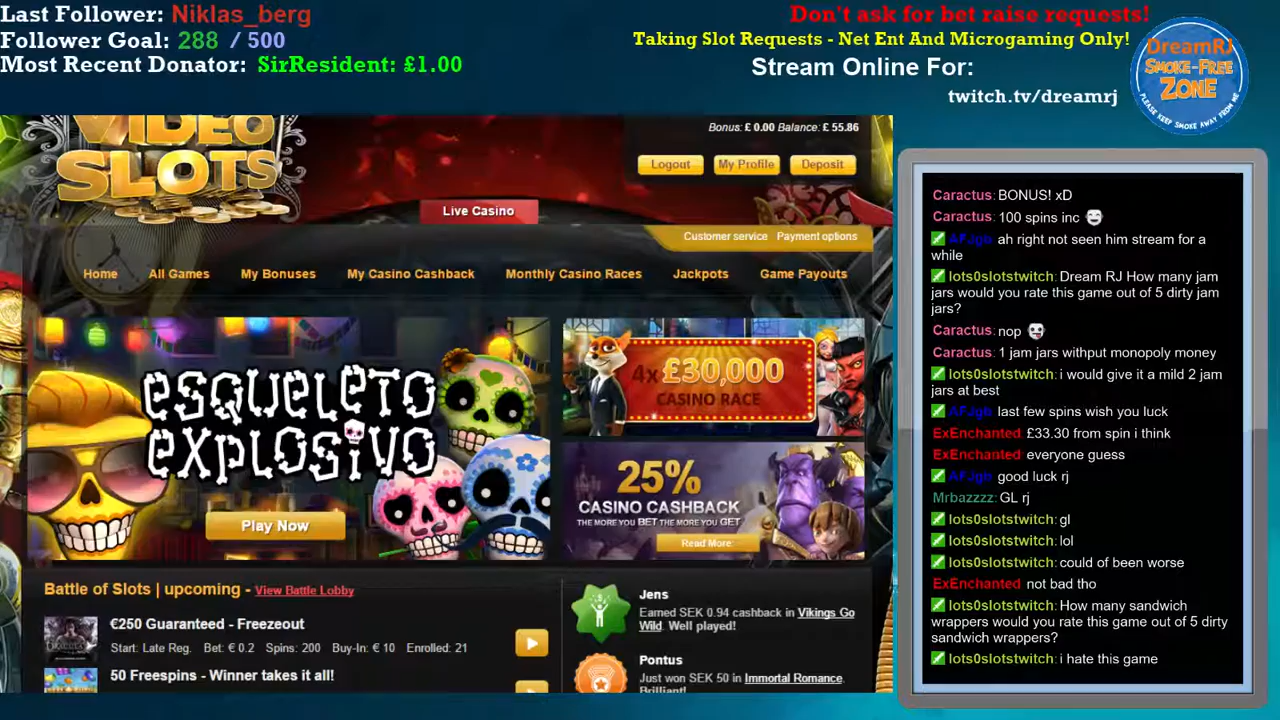 Last Follower: Niklas_berg
Follower Goal: 288 / 500
Most Recent Donator: SirResident: £1.00
Don't ask for bet raise requests!
Taking Slot Requests - Net Ent And Microgaming Only!
Stream Online For:
twitch.tv/dreamrj
DreamRJ
SMOKE-FREE
ZONE
PLEASE KEEP SMOKE AWAY FROM ME
VIDEO
SLOTS
Bonus: £ 0.00 Balance: £ 55.86
Logout My Profile Deposit
Live Casino
Customer service Payment options
Home All Games My Bonuses My Casino Cashback Monthly Casino Races Jackpots Game Payouts
esqueleto
explosivo
Play Now
4x £30,000
CASINO RACE
25%
CASINO CASHBACK
THE MORE YOU BET THE MORE YOU GET
Read More
Battle of Slots | upcoming - View Battle Lobby
€250 Guaranteed - Freezeout
Start: Late Reg. Bet: € 0.2 Spins: 200 Buy-In: € 10 Enrolled: 21
50 Freespins - Winner takes it all!
Jens
Earned SEK 0.94 cashback in Vikings Go
Wild. Well played!
Pontus
Just won SEK 50 in Immortal Romance.
Brilliant!
Caractus: BONUS! xD
Caractus: 100 spins inc
AFJgb: ah right not seen him stream for a
while
lots0slotstwitch: Dream RJ How many jam
jars would you rate this game out of 5 dirty jam
jars?
Caractus: nop
Caractus: 1 jam jars withput monopoly money
lots0slotstwitch: i would give it a mild 2 jam
jars at best
AFJgb: last few spins wish you luck
ExEnchanted: £33.30 from spin i think
ExEnchanted: everyone guess
AFJgb: good luck rj
Mrbazzzz: GL rj
lots0slotstwitch: gl
lots0slotstwitch: lol
lots0slotstwitch: could of been worse
ExEnchanted: not bad tho
lots0slotstwitch: How many sandwich
wrappers would you rate this game out of 5 dirty
sandwich wrappers?
lots0slotstwitch: i hate this game